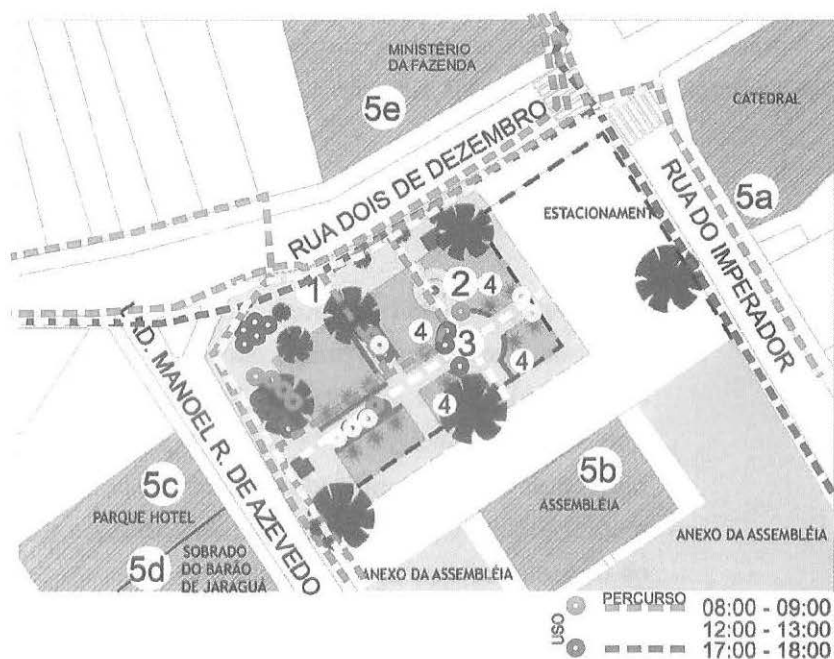 MINISTÉRIO
DA FAZENDA
5e
CATEDRAL
5a
RUA DOIS DE DEZEMBRO
RUA DO IMPERADOR
ESTACIONAMENTO
1
2
4
4
3
4
4
AD. MANOEL R. DE AZEVEDO
5c
PARQUE HOTEL
5d
SOBRADO
DO BARÃO
DE JARAGUÁ
5b
ASSEMBLÉIA
ANEXO DA ASSEMBLÉIA
ANEXO DA ASSEMBLÉIA
USO
PERCURSO
08:00 - 09:00
12:00 - 13:00
17:00 - 18:00